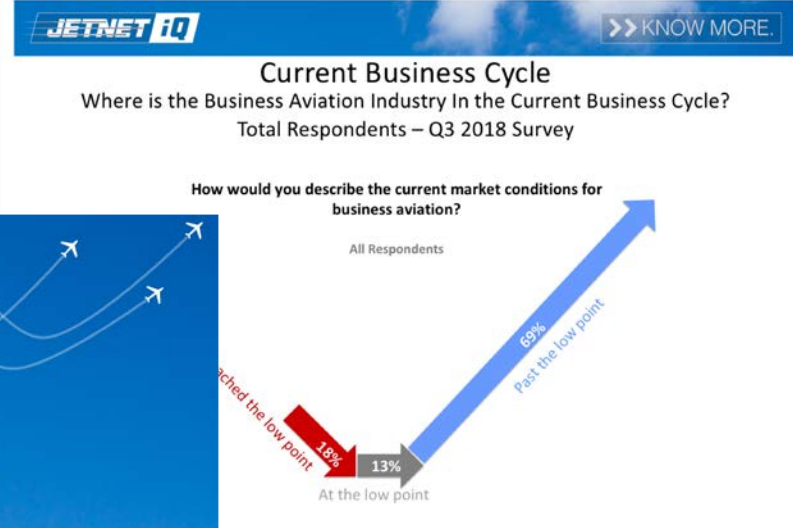 JETNET iQ
>> KNOW MORE.
Current Business Cycle
Where is the Business Aviation Industry In the Current Business Cycle?
Total Respondents – Q3 2018 Survey
How would you describe the current market conditions for
business aviation?
All Respondents
69%
Past the low point
the low point
18%
13%
At the low point